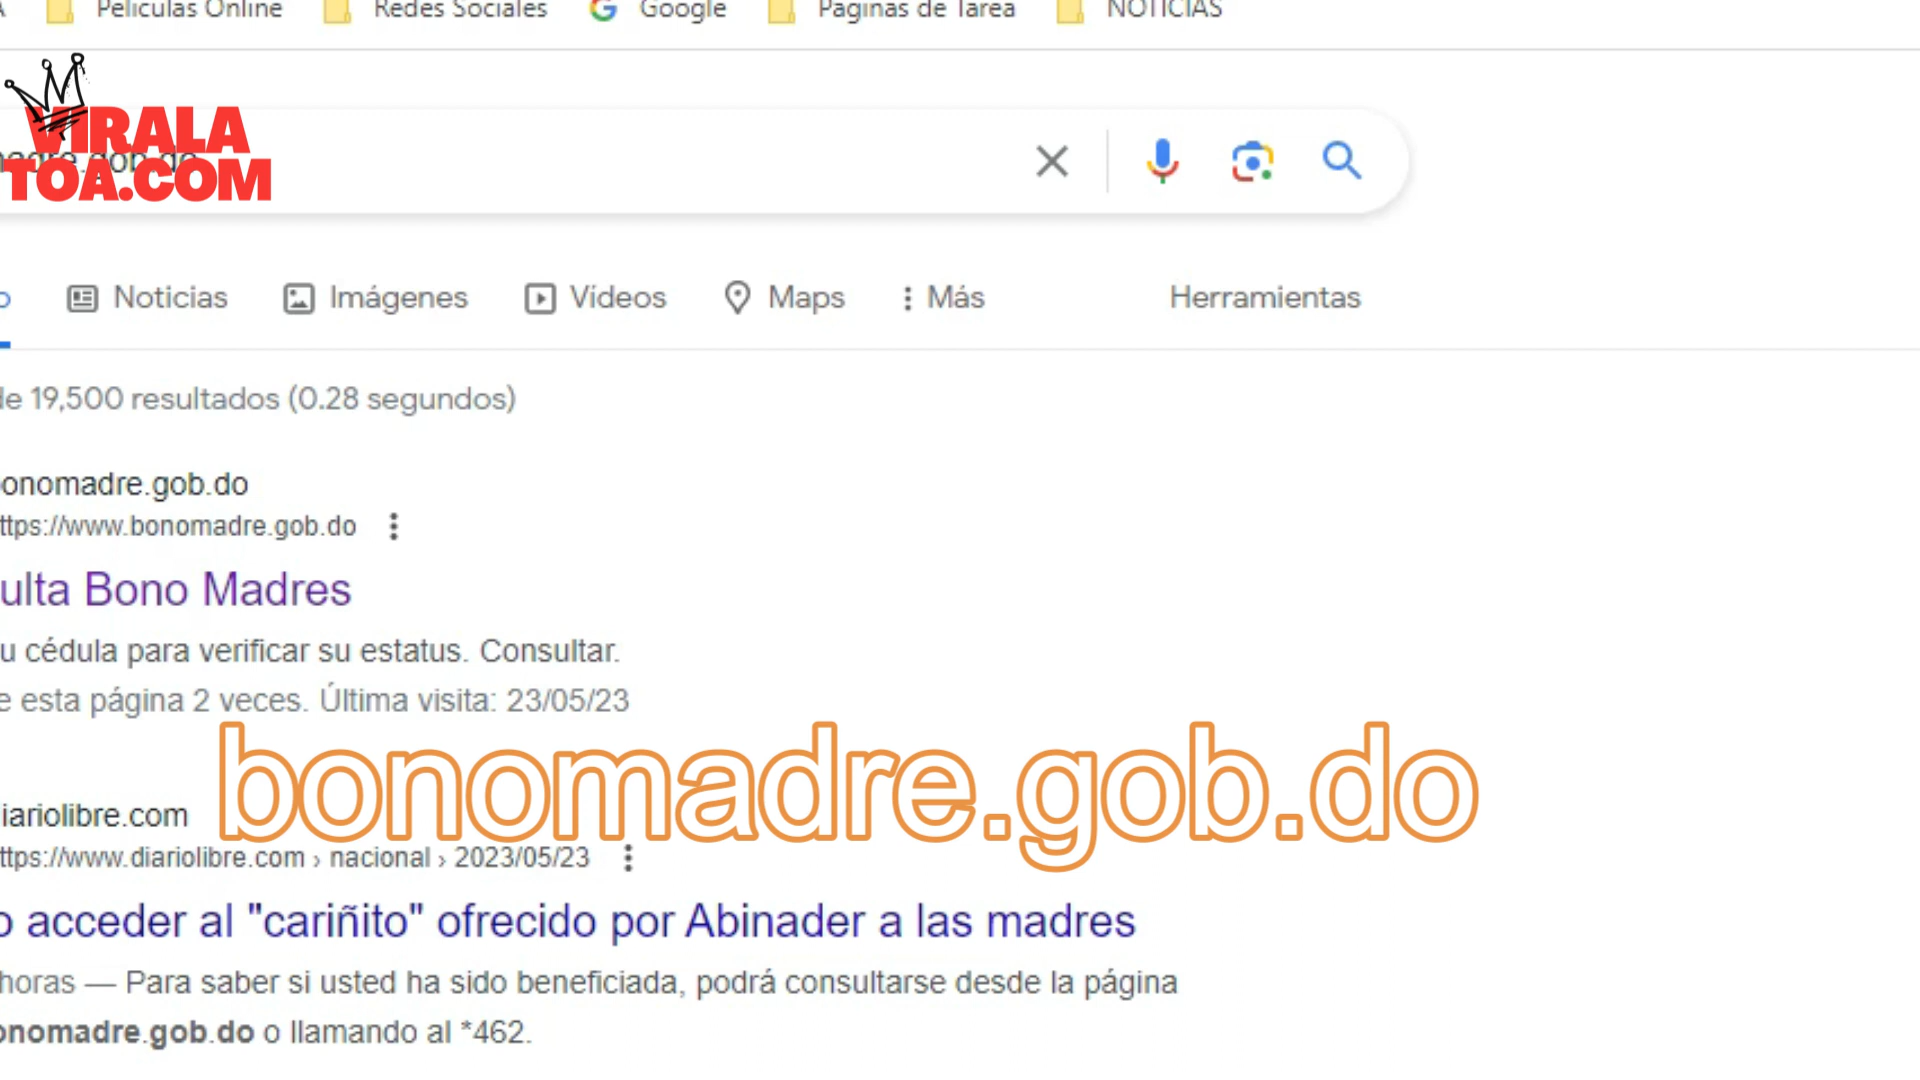 Peliculas Online Redes Sociales Google Paginas de Tarea NOTICIAS
VIRALA
TOA.COM
Noticias Imágenes Vídeos Maps Más Herramientas
de 19,500 resultados (0.28 segundos)
onomadre.gob.do
ttps://www.bonomadre.gob.do
ulta Bono Madres
u cédula para verificar su estatus. Consultar.
e esta página 2 veces. Última visita: 23/05/23
bonomadre.gob.do
iariolibre.com
ttps://www.diariolibre.com › nacional › 2023/05/23
o acceder al "cariñito" ofrecido por Abinader a las madres
horas — Para saber si usted ha sido beneficiada, podrá consultarse desde la página
onomadre.gob.do o llamando al *462.